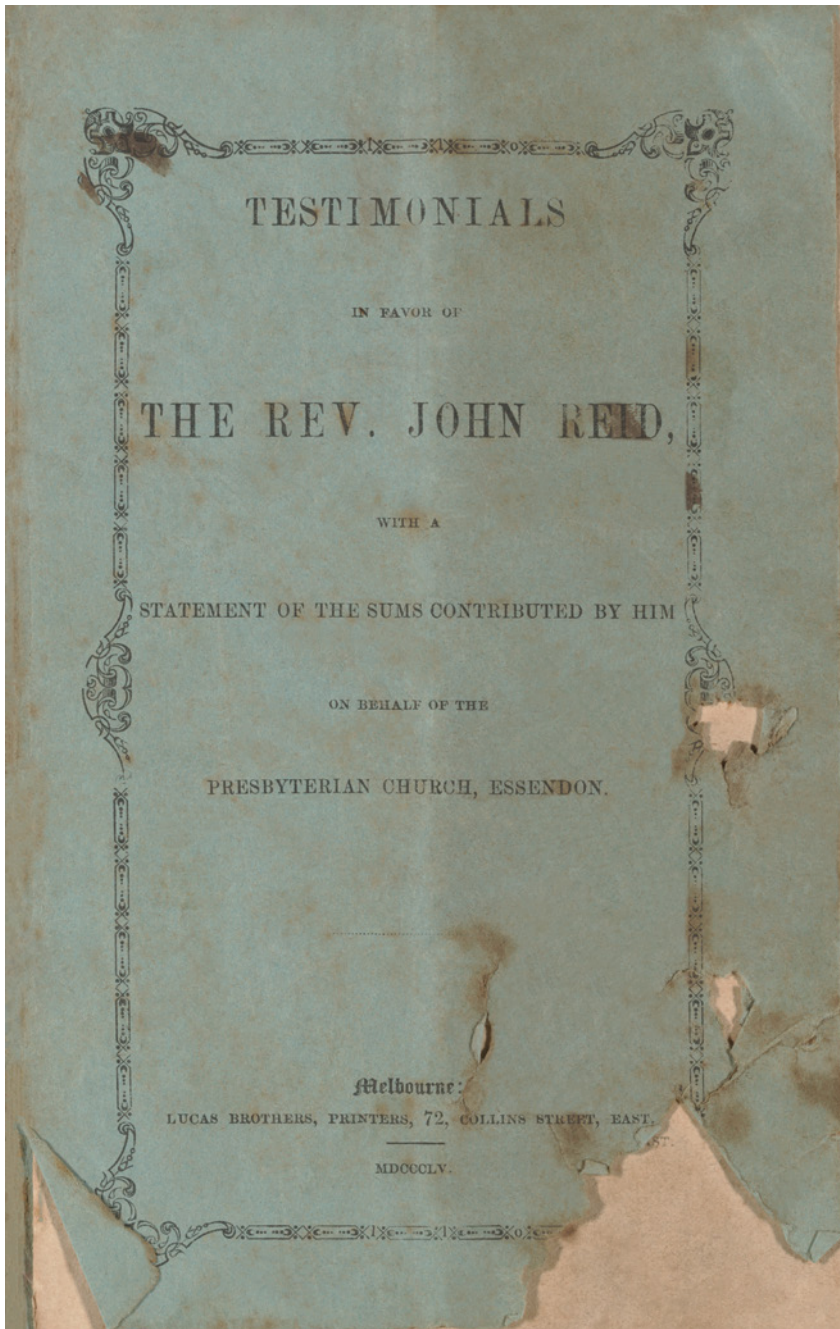 TESTIMONIALS
IN FAVOR OF
THE REV. JOHN REID,
WITH A
STATEMENT OF THE SUMS CONTRIBUTED BY HIM
ON BEHALF OF THE
PRESBYTERIAN CHURCH, ESSENDON.
Melbourne:
LUCAS BROTHERS, PRINTERS, 72, COLLINS STREET, EAST,
MDCCCLV.